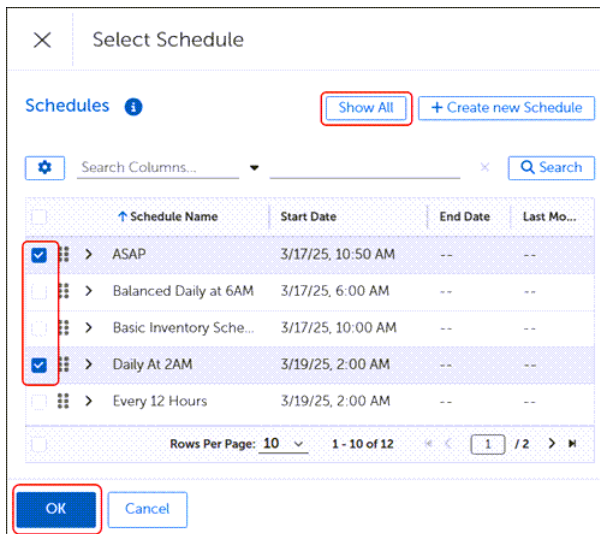 Select Schedule
Schedules
Show All
+ Create new Schedule
Search Columns...
Search
Schedule Name Start Date End Date Last Mo...
ASAP 3/17/25, 10:50 AM -- --
Balanced Daily at 6AM 3/17/25, 6:00 AM -- --
Basic Inventory Sche... 3/17/25, 10:00 AM -- --
Daily At 2AM 3/19/25, 2:00 AM -- --
Every 12 Hours 3/19/25, 2:00 AM -- --
Rows Per Page: 10 1 - 10 of 12 1 / 2
OK Cancel